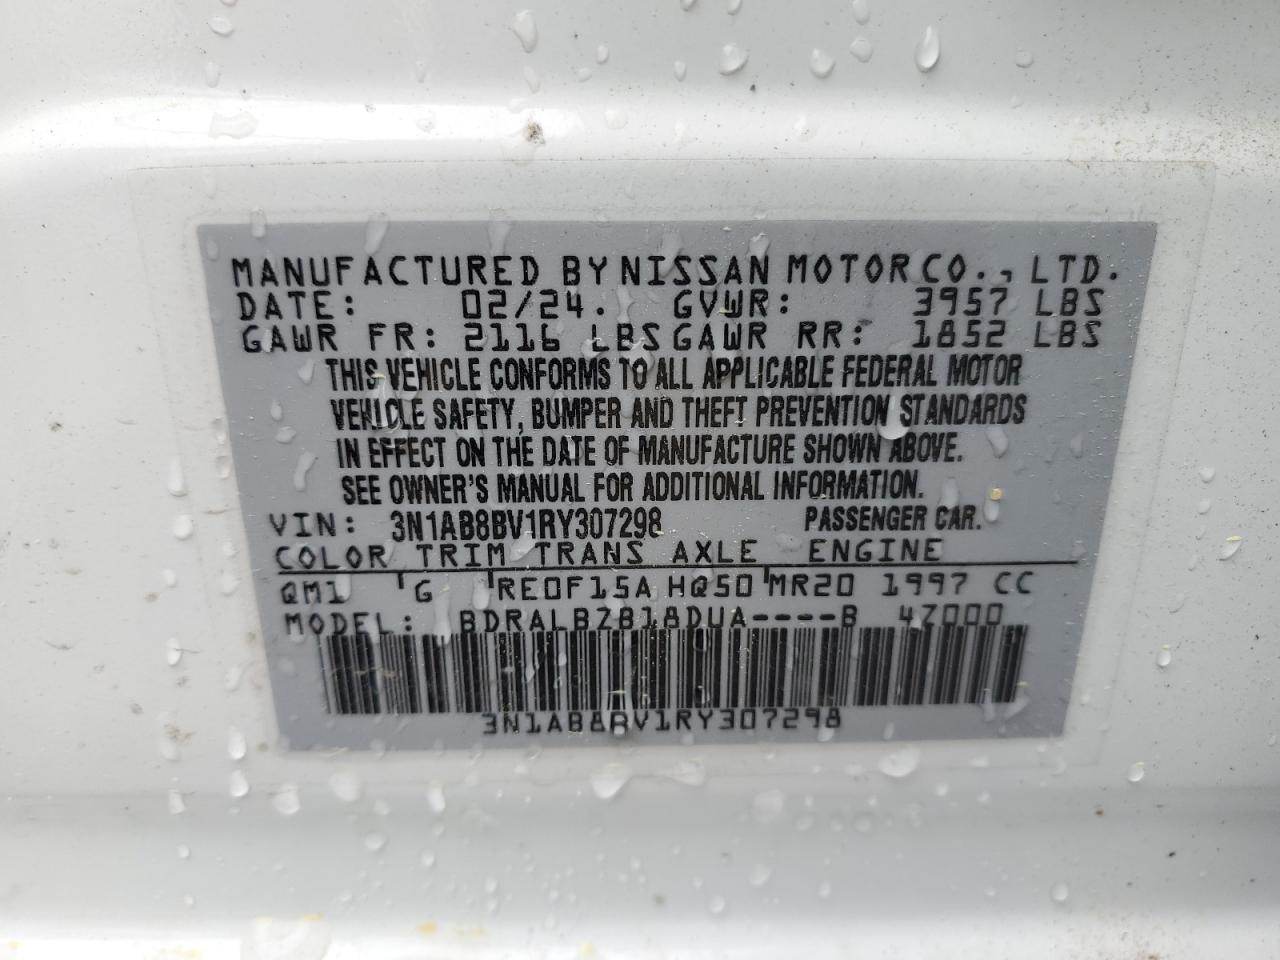 MANUFACTURED BY NISSAN MOTOR CO., LTD.
DATE: 02/24. GVWR: 3957 LBS
GAWR FR: 2116 LBS GAWR RR: 1852 LBS
THIS VEHICLE CONFORMS TO ALL APPLICABLE FEDERAL MOTOR
VEHICLE SAFETY, BUMPER AND THEFT PREVENTION STANDARDS
IN EFFECT ON THE DATE OF MANUFACTURE SHOWN ABOVE.
SEE OWNER'S MANUAL FOR ADDITIONAL INFORMATION.
VIN: 3N1AB8BV1RY307298 PASSENGER CAR.
COLOR TRIM TRANS AXLE ENGINE
QM1 G RE0F15A HQ50 MR20 1997 CC
MODEL: BDRALBZB18DUA----B 4Z000
3N1AB8BV1RY307298